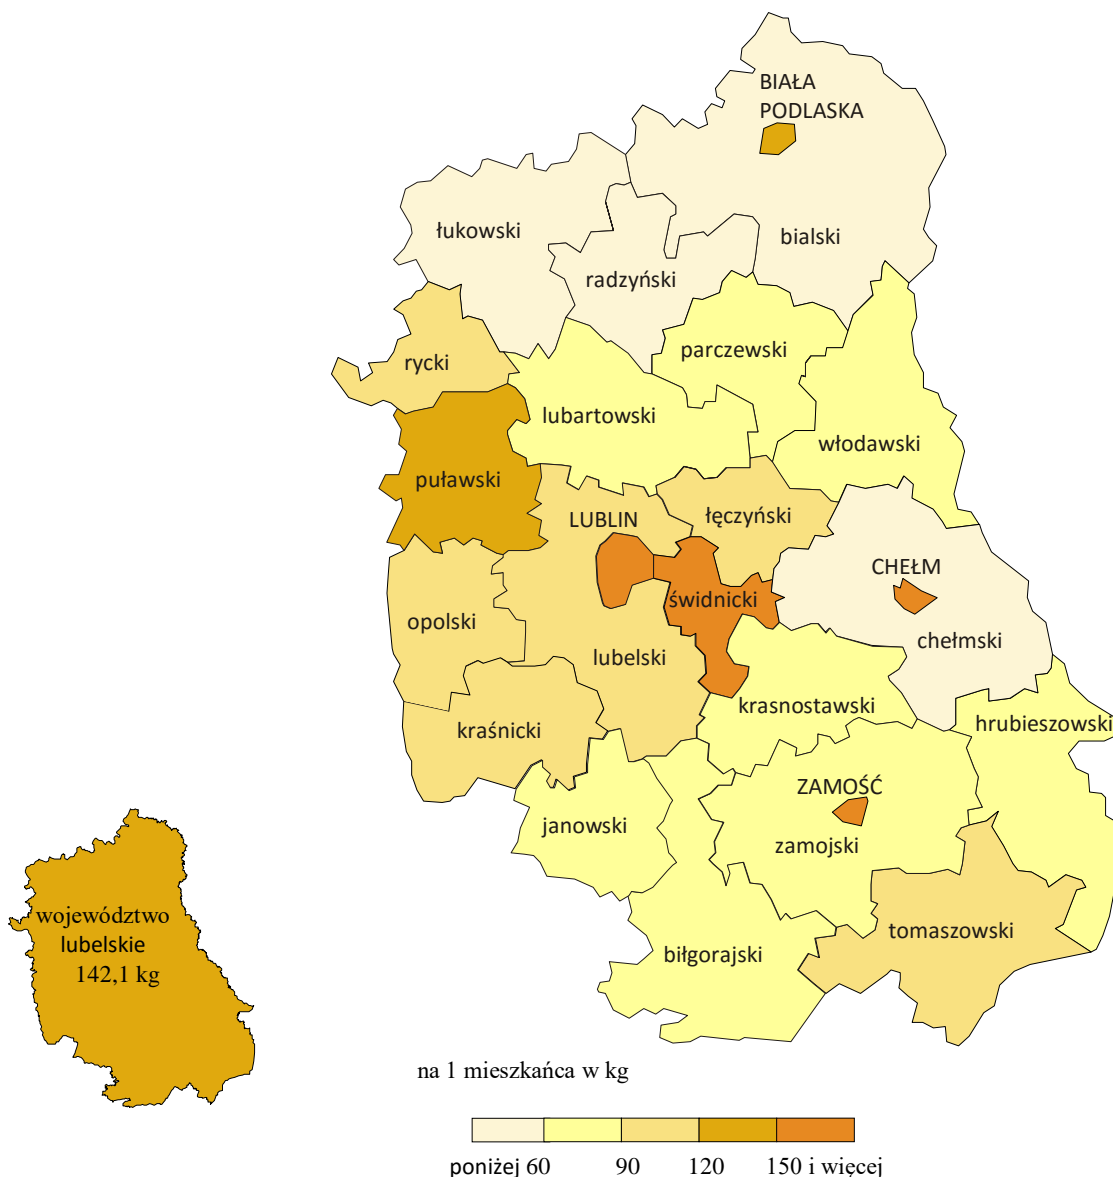 BIAŁA
PODLASKA
łukowski
bialski
radzyński
parczewski
rycki
lubartowski
włodawski
puławski
łęczyński
LUBLIN
CHEŁM
świdnicki
opolski
chełmski
lubelski
krasnostawski
hrubieszowski
kraśnicki
ZAMOŚĆ
janowski
zamojski
tomaszowski
biłgorajski
województwo
lubelskie
142,1 kg
na 1 mieszkańca w kg
poniżej 60 90 120 150 i więcej